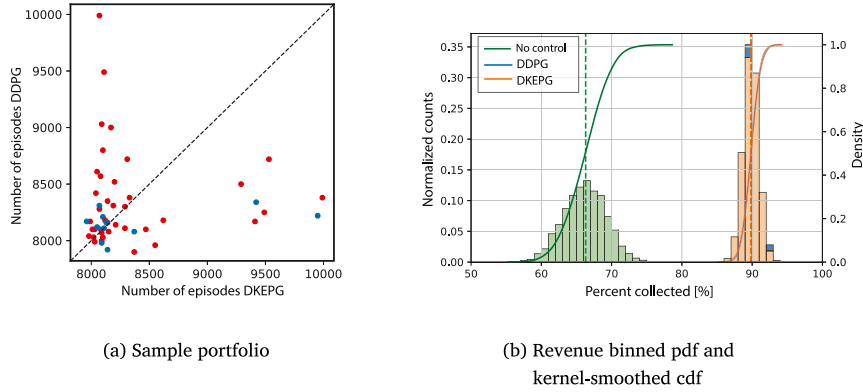 10000
9500
9000
8500
8000
Number of episodes DDPG
8000
8500
9000
9500
10000
Number of episodes DKEPG
(a) Sample portfolio
No control
DDPG
DKEPG
0.35
0.30
0.25
0.20
0.15
0.10
0.05
0.00
Normalized counts
1.0
0.8
0.6
0.4
0.2
0.0
Density
50
60
70
80
90
100
Percent collected [%]
(b) Revenue binned pdf and
kernel-smoothed cdf